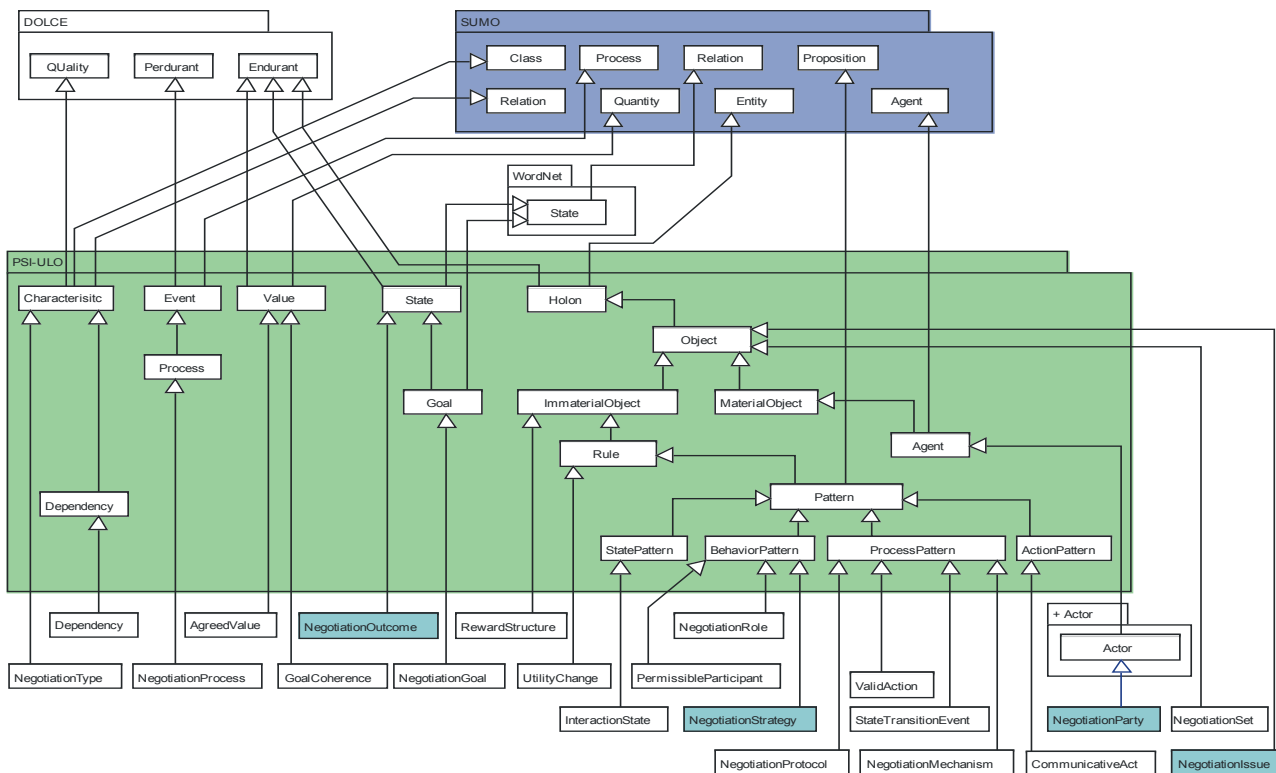 DOLCE
SUMO
QUality
Perdurant
Endurant
Class
Process
Relation
Proposition
Relation
Quantity
Entity
Agent
WordNet
State
PSI-ULO
Characterisitc
Event
Value
State
Holon
Object
Process
Goal
ImmaterialObject
MaterialObject
Rule
Agent
Dependency
Pattern
StatePattern
BehaviorPattern
ProcessPattern
ActionPattern
Dependency
AgreedValue
NegotiationOutcome
RewardStructure
NegotiationRole
+ Actor
Actor
NegotiationType
NegotiationProcess
GoalCoherence
NegotiationGoal
UtilityChange
PermissibleParticipant
ValidAction
InteractionState
NegotiationStrategy
StateTransitionEvent
NegotiationParty
NegotiationSet
NegotiationProtocol
NegotiationMechanism
CommunicativeAct
NegotiationIssue